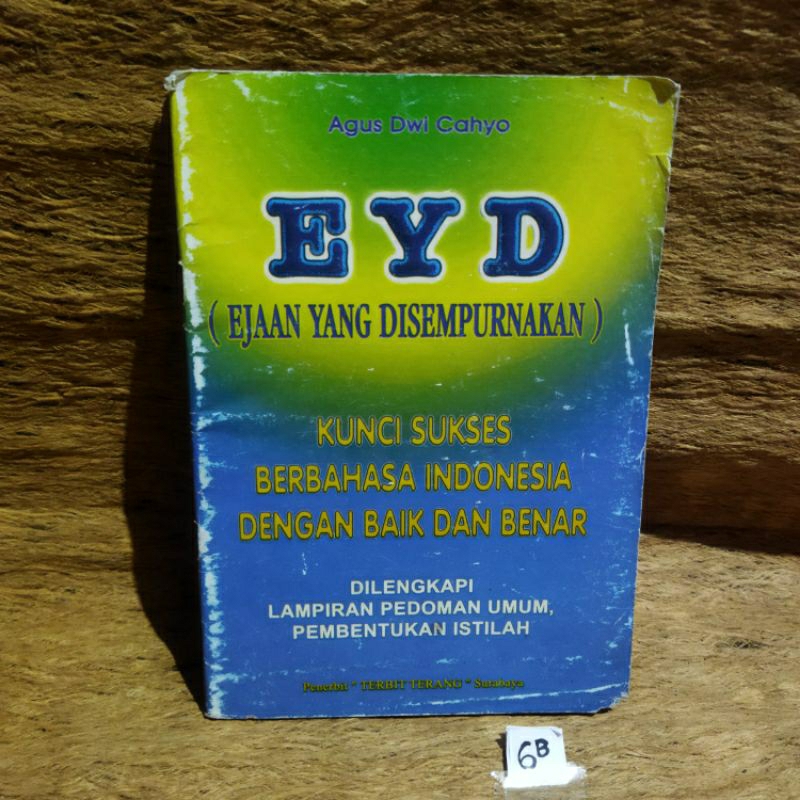 Agus Dwi Cahyo
EYD
( EJAAN YANG DISEMPURNAKAN )
KUNCI SUKSES
BERBAHASA INDONESIA
DENGAN BAIK DAN BENAR
DILENGKAPI
LAMPIRAN PEDOMAN UMUM,
PEMBENTUKAN ISTILAH
Penerbit " TERBIT TERANG " Surabaya
6B